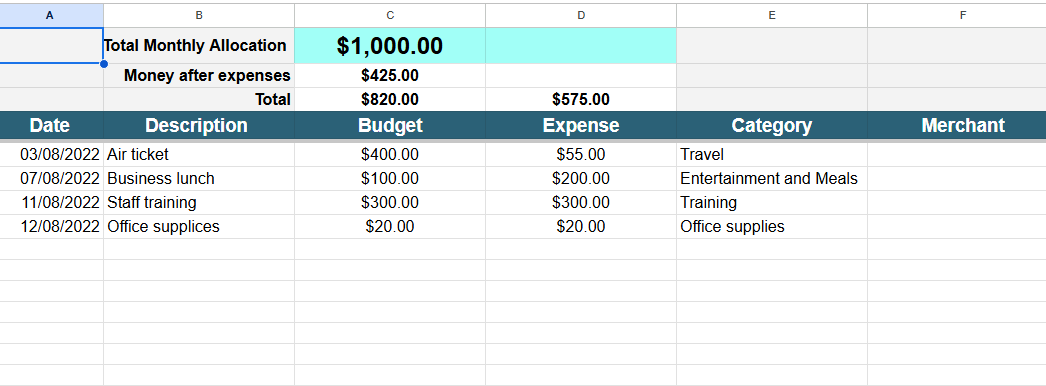 A B C D E F
Total Monthly Allocation $1,000.00
Money after expenses $425.00
Total $820.00 $575.00
Date Description Budget Expense Category Merchant
03/08/2022 Air ticket $400.00 $55.00 Travel
07/08/2022 Business lunch $100.00 $200.00 Entertainment and Meals
11/08/2022 Staff training $300.00 $300.00 Training
12/08/2022 Office supplices $20.00 $20.00 Office supplies